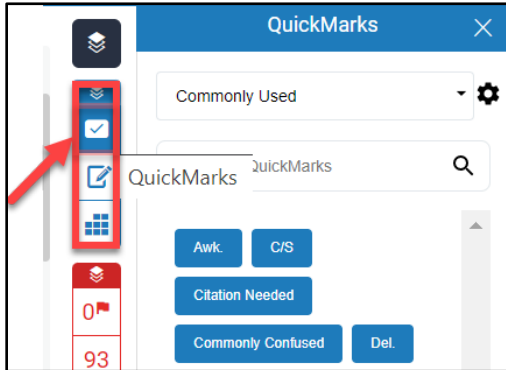 QuickMarks
Commonly Used
QuickMarks
QuickMarks
Awk.
C/S
Citation Needed
0
Commonly Confused
Del.
93